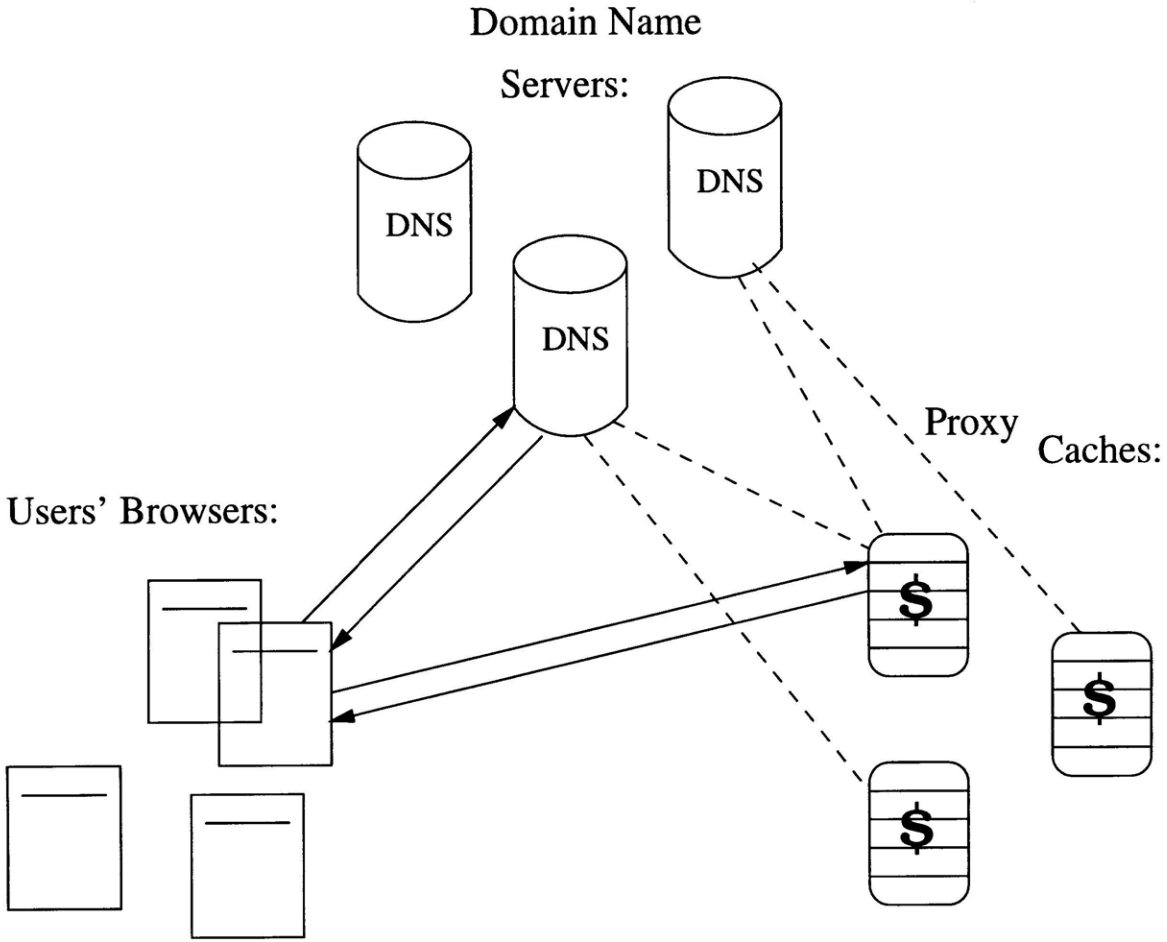 Domain Name
Servers:
DNS
DNS
DNS
Proxy
Caches:
Users' Browsers:
$
$
$